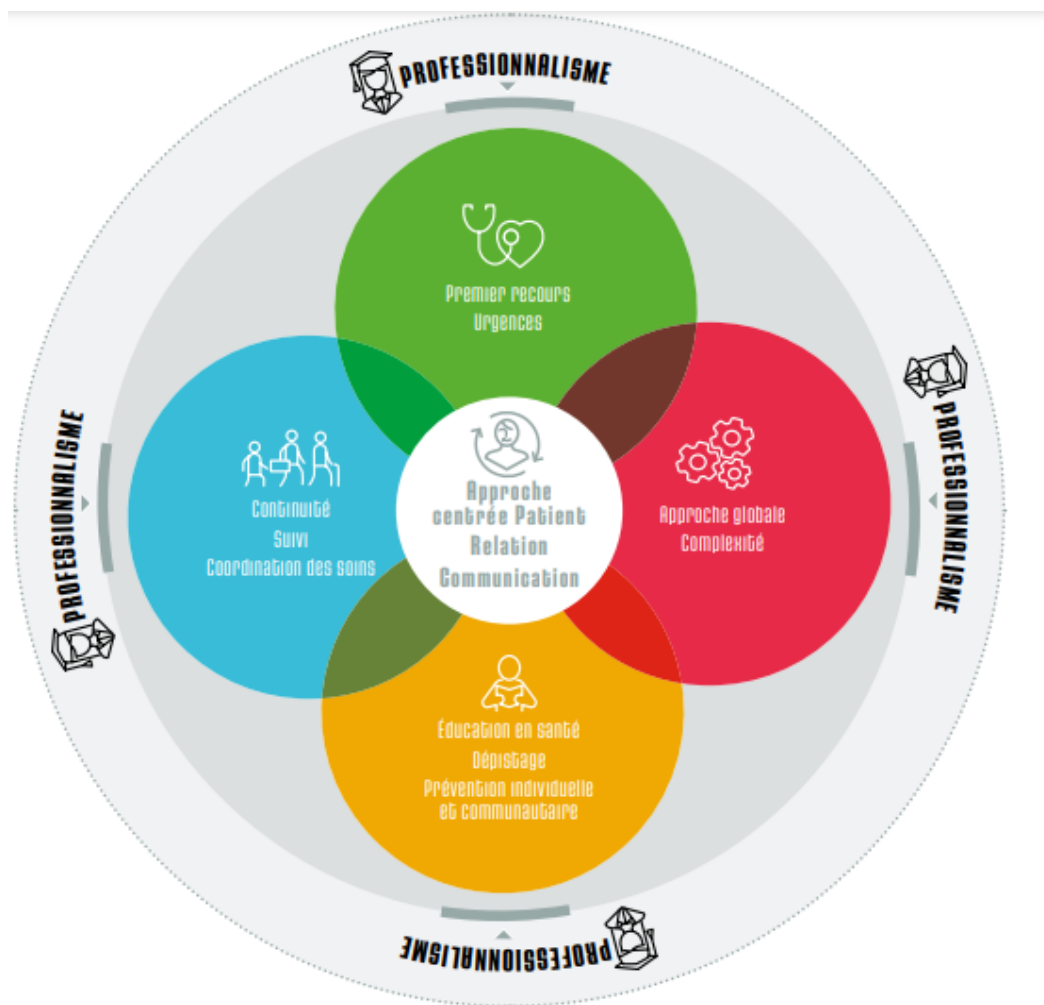 PROFESSIONNALISME
Premier recours
Urgences
Continuité
Suivi
Coordination des soins
Approche
centrée Patient
Relation
Communication
Approche globale
Complexité
Éducation en santé
Dépistage
Prévention individuelle
et communautaire
PROFESSIONNALISME
PROFESSIONNALISME
PROFESSIONNALISME